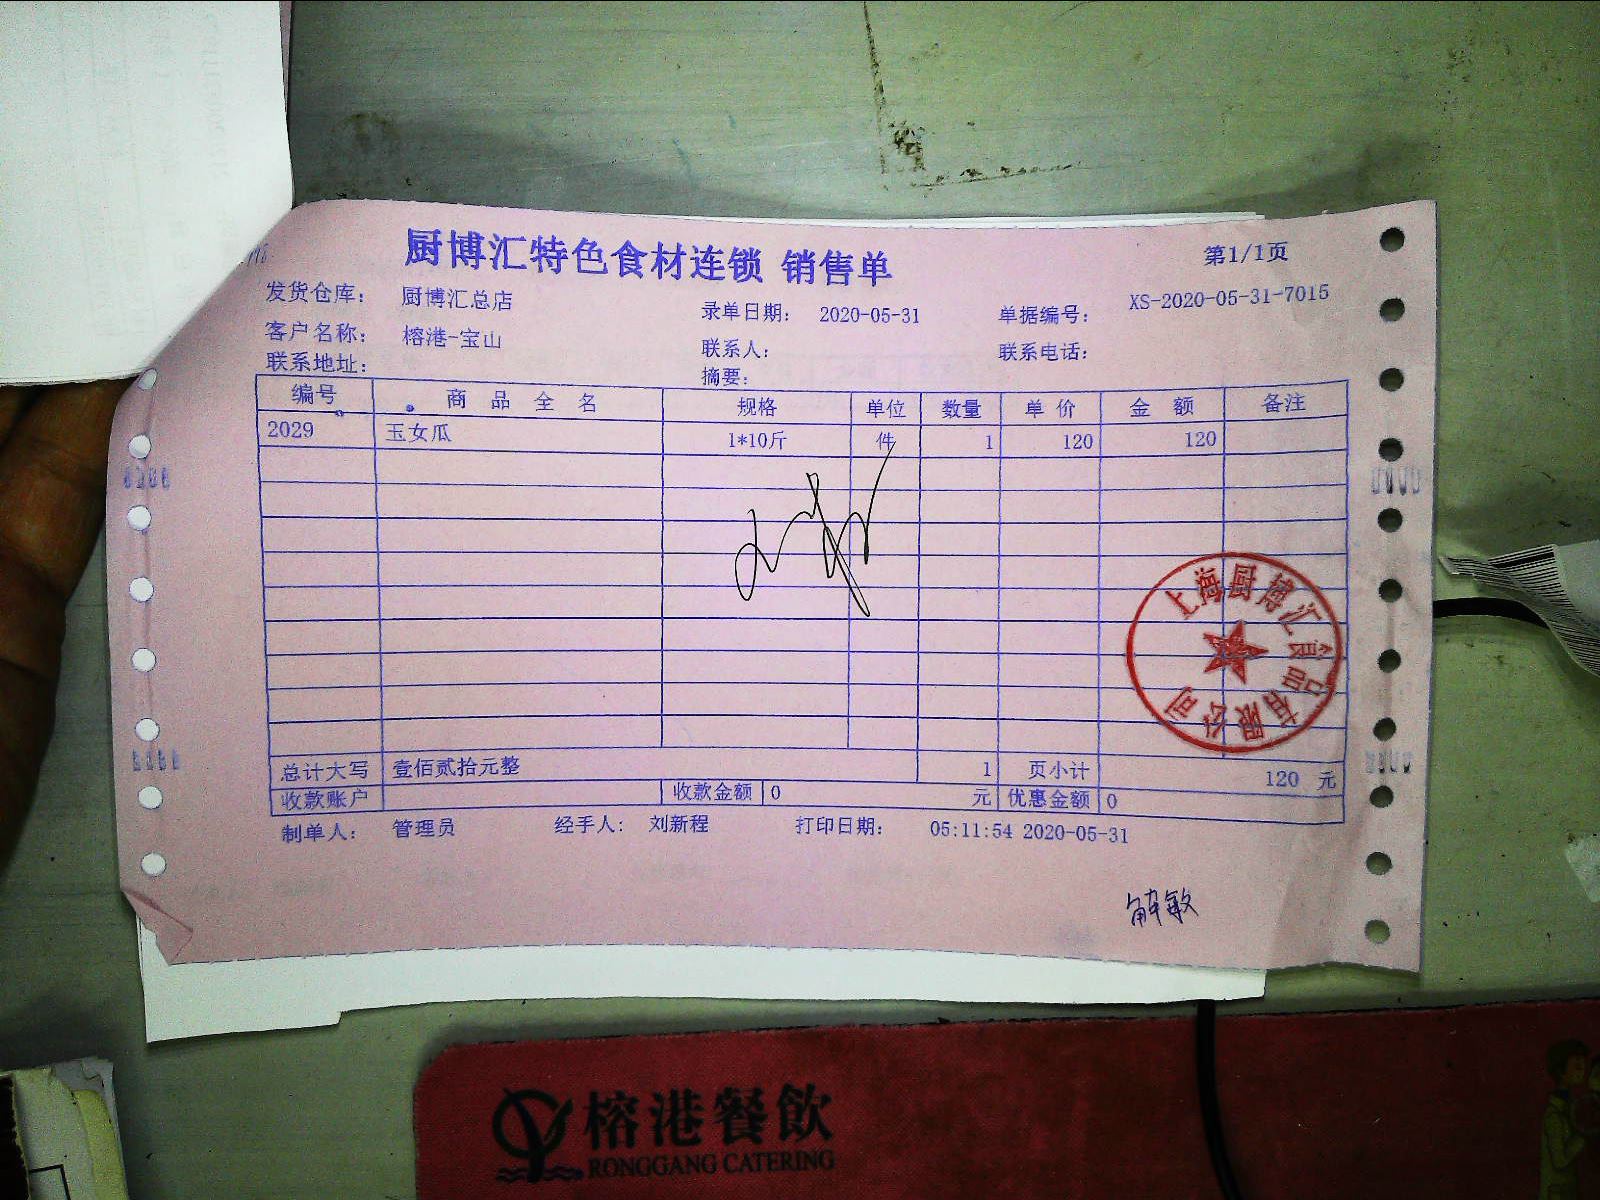 厨博汇特色食材连锁 销售单
第1/1页
发货仓库： 厨博汇总店
录单日期： 2020-05-31
单据编号： XS-2020-05-31-7015
客户名称： 榕港-宝山
联系人：
联系电话：
联系地址：
摘要：
编号 商品全名 规格 单位 数量 单价 金额 备注
2029 玉女瓜 1*10斤 件 1 120 120
上海厨博汇食品有限公司
总计大写 壹佰贰拾元整 1 页小计 120 元
收款账户 收款金额 0 元 优惠金额 0
制单人： 管理员 经手人： 刘新程 打印日期： 05:11:54 2020-05-31
解敏
榕港餐飲
RONGGANG CATERING